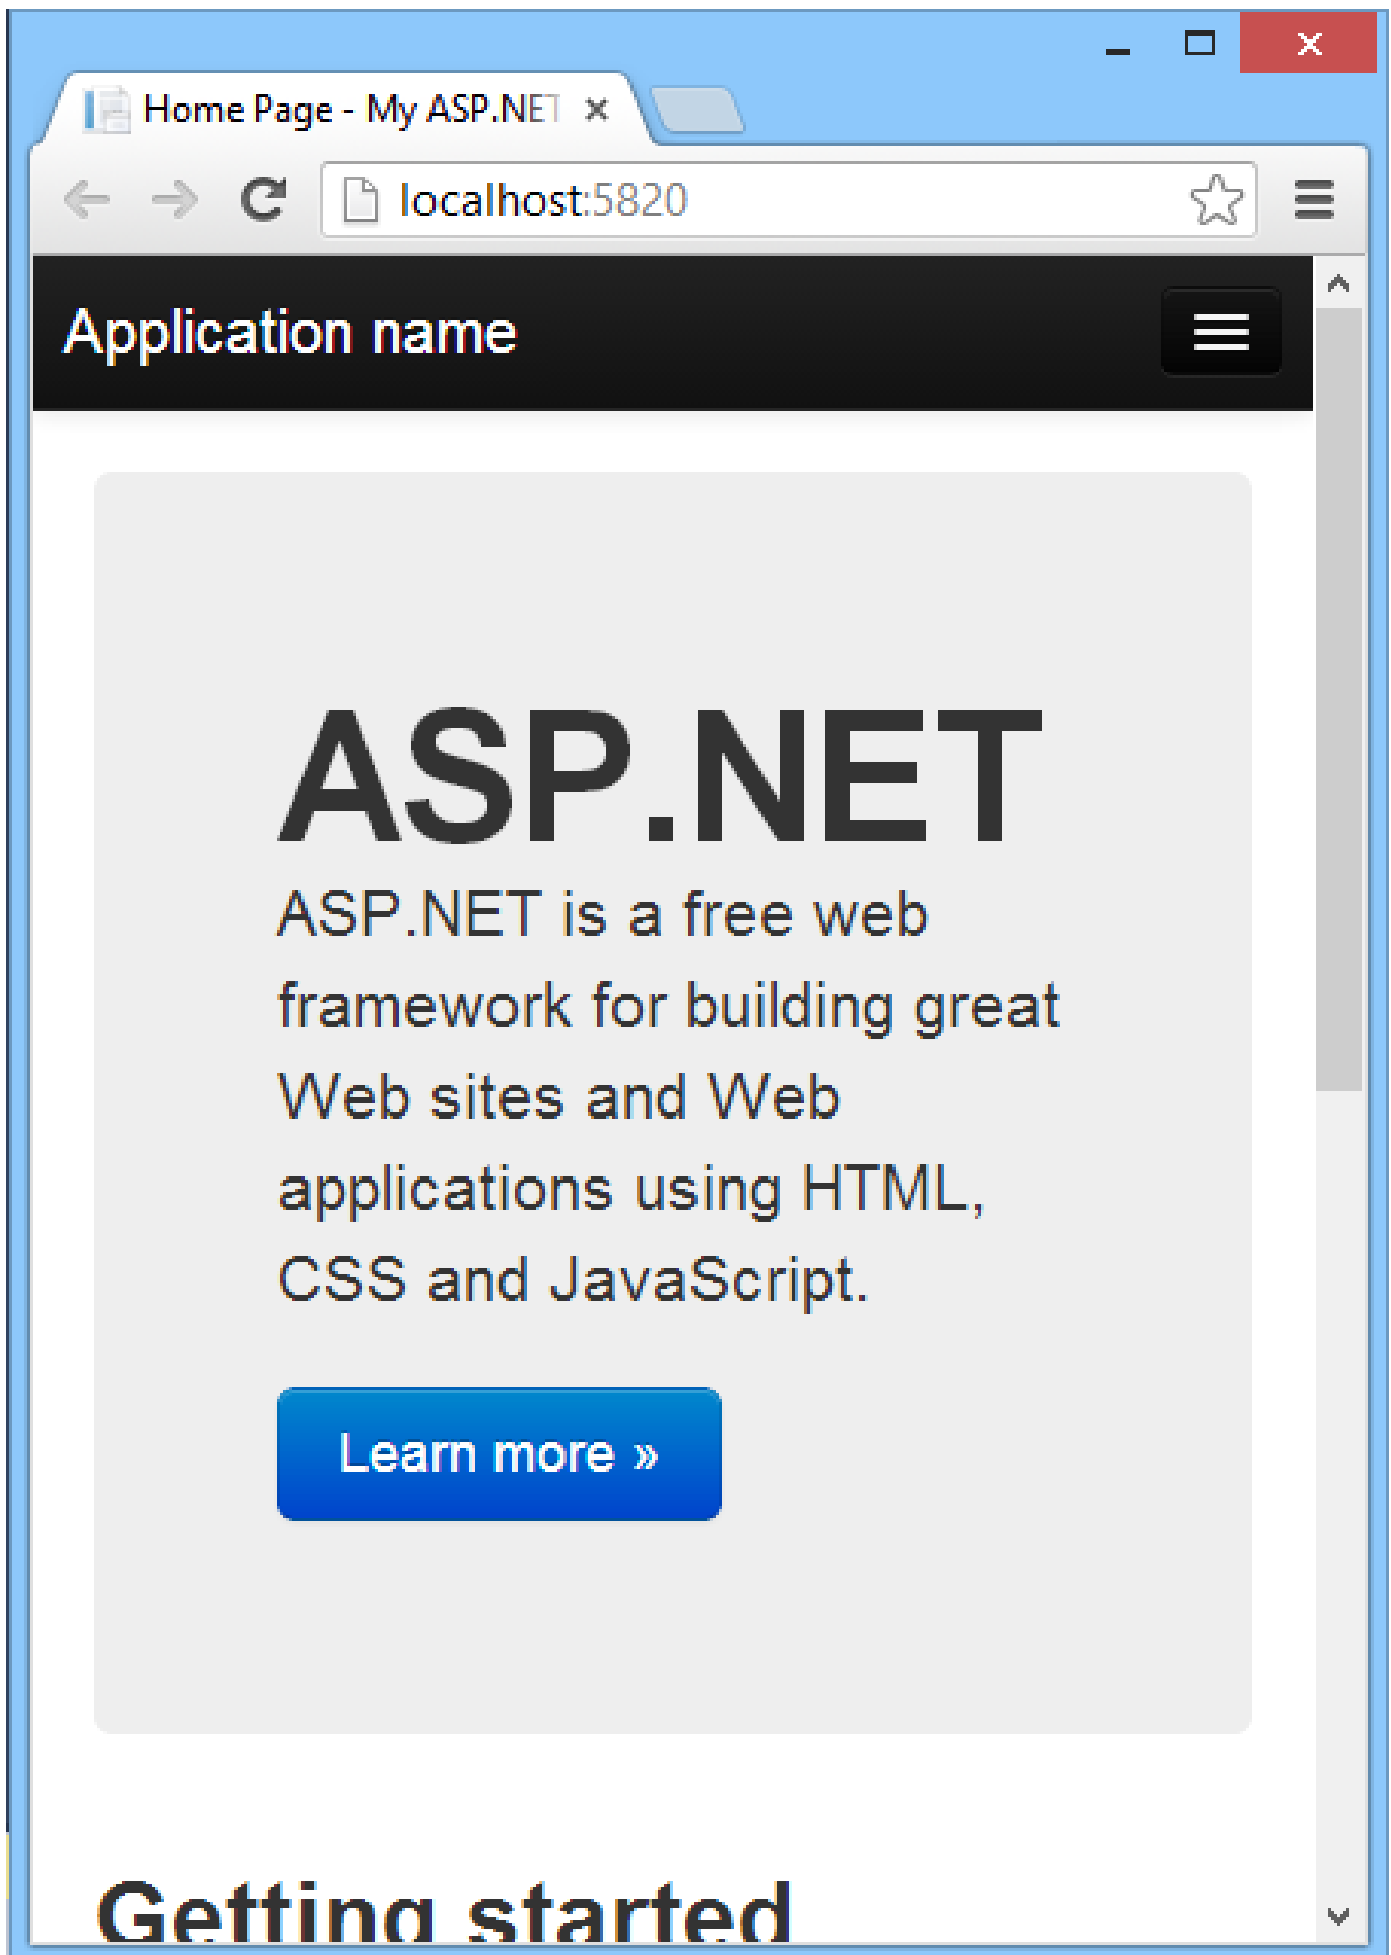 Home Page - My ASP.NET
localhost:5820
Application name
ASP.NET
ASP.NET is a free web
framework for building great
Web sites and Web
applications using HTML,
CSS and JavaScript.
Learn more »
Getting started